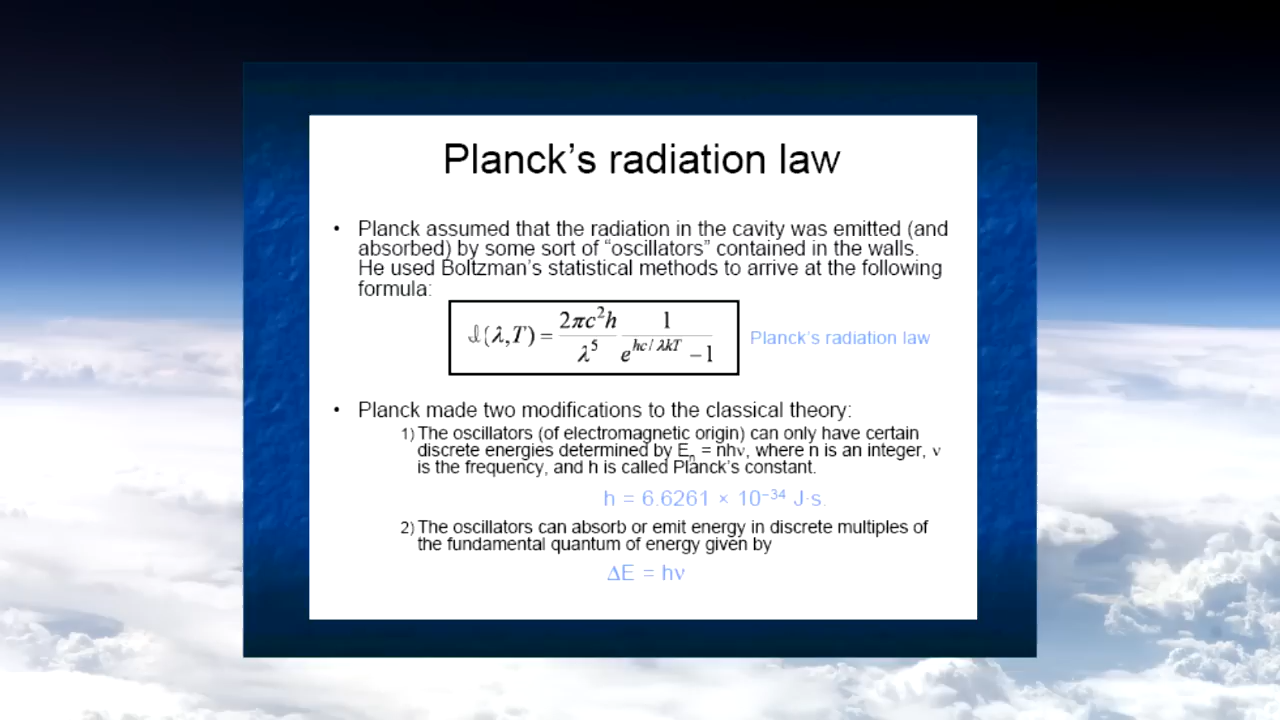 Planck’s radiation law
• Planck assumed that the radiation in the cavity was emitted (and
absorbed) by some sort of “oscillators” contained in the walls.
He used Boltzman’s statistical methods to arrive at the following
formula:
ℐ(λ,T) = 2πc²h/λ⁵ 1/(e^(hc/λkT) − 1) Planck’s radiation law
• Planck made two modifications to the classical theory:
1) The oscillators (of electromagnetic origin) can only have certain
discrete energies determined by Eₙ = nhν, where n is an integer, ν
is the frequency, and h is called Planck’s constant.
h = 6.6261 × 10⁻³⁴ J·s.
2) The oscillators can absorb or emit energy in discrete multiples of
the fundamental quantum of energy given by
ΔE = hν